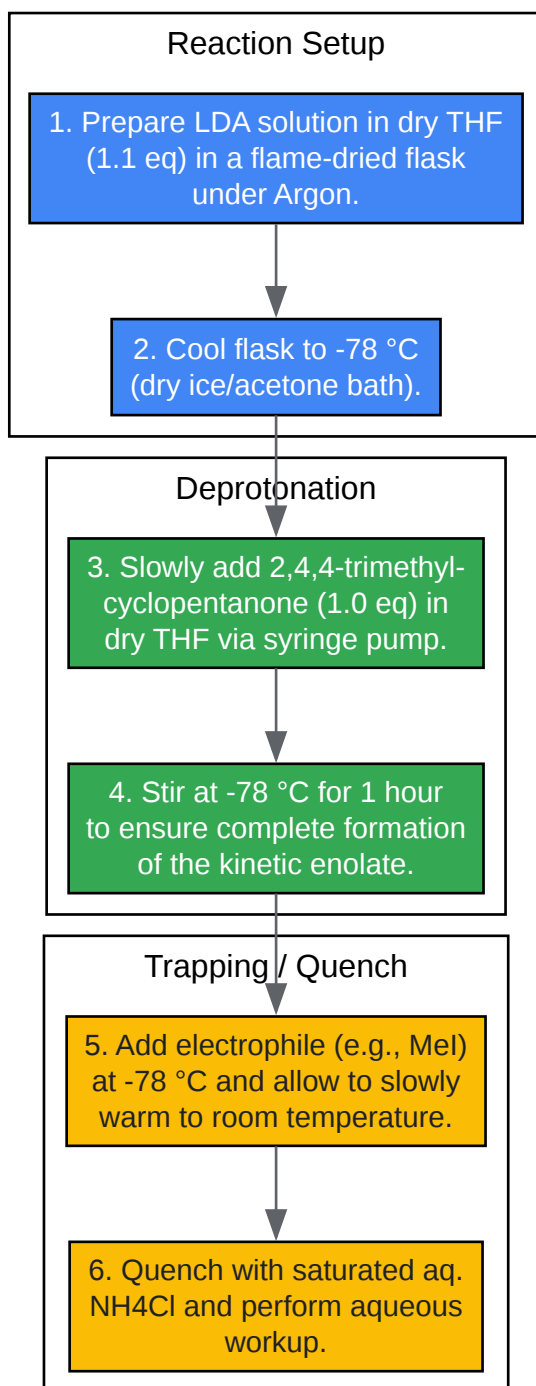 Reaction Setup
1. Prepare LDA solution in dry THF
(1.1 eq) in a flame-dried flask
under Argon.
2. Cool flask to -78 °C
(dry ice/acetone bath).
Deprotonation
3. Slowly add 2,4,4-trimethyl-
cyclopentanone (1.0 eq) in
dry THF via syringe pump.
4. Stir at -78 °C for 1 hour
to ensure complete formation
of the kinetic enolate.
Trapping / Quench
5. Add electrophile (e.g., MeI)
at -78 °C and allow to slowly
warm to room temperature.
6. Quench with saturated aq.
NH4Cl and perform aqueous
workup.